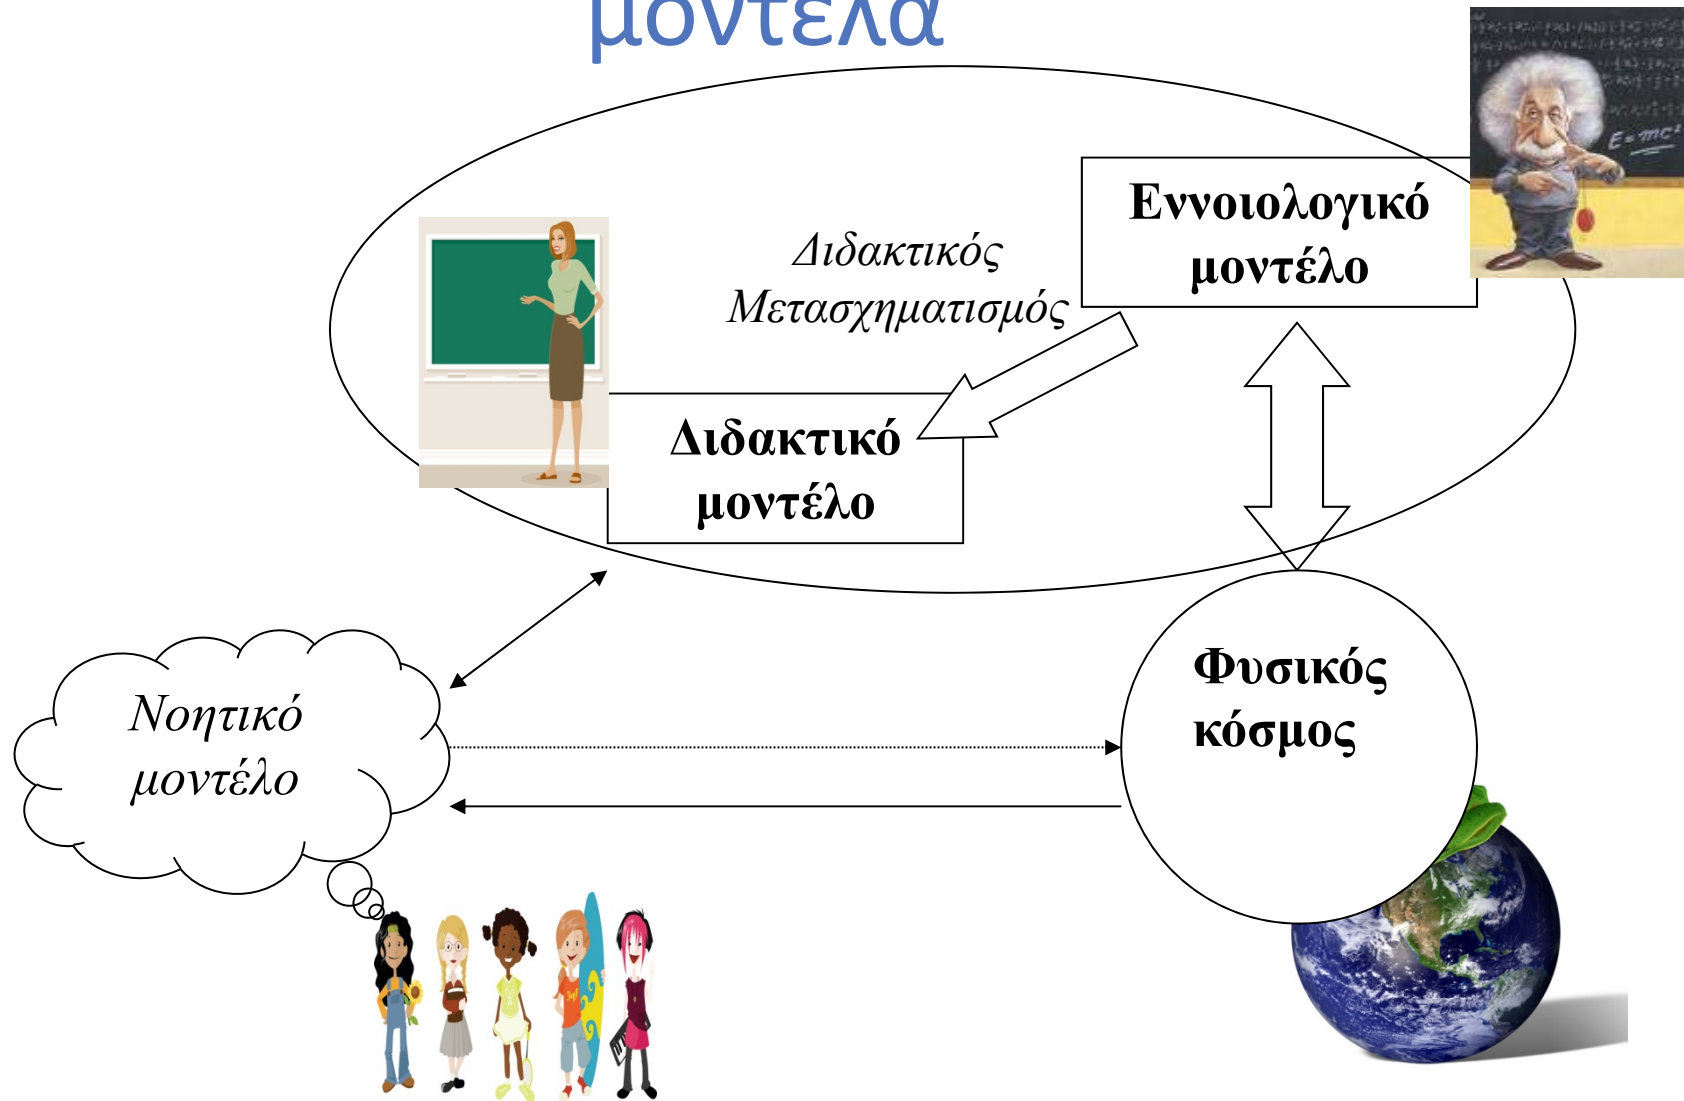 μοντέλα
Εννοιολογικό
μοντέλο
E=mc²
Διδακτικός
Μετασχηματισμός
Διδακτικό
μοντέλο
Φυσικός
κόσμος
Νοητικό
μοντέλο